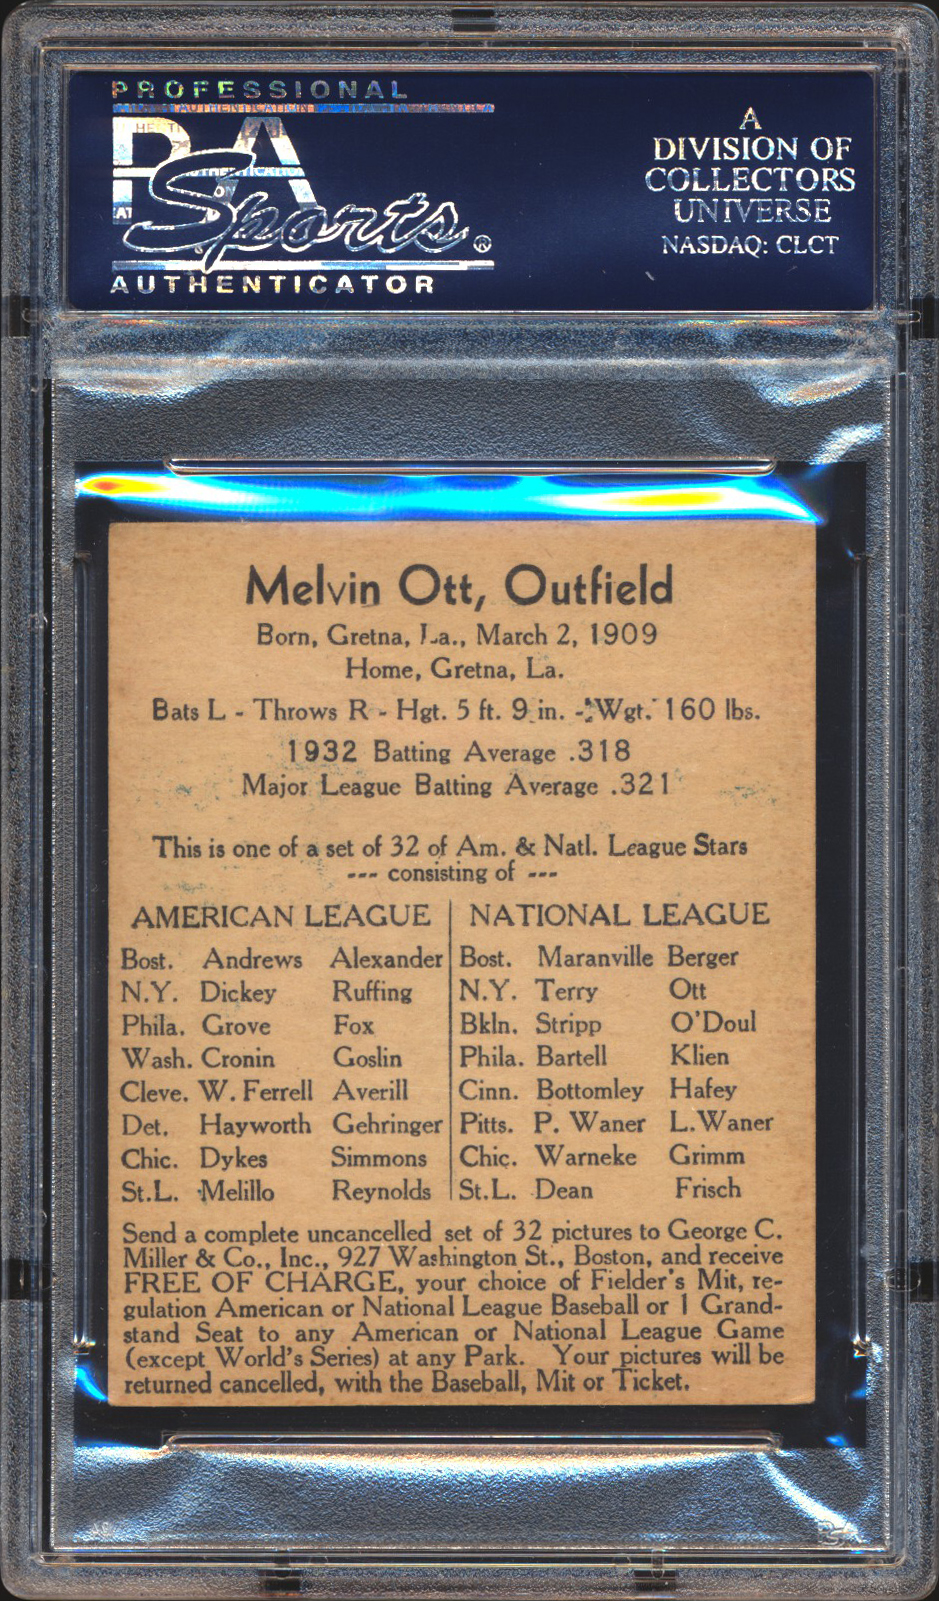 PROFESSIONAL
PSA
Sports®
AUTHENTICATOR
A
DIVISION OF
COLLECTORS
UNIVERSE
NASDAQ: CLCT
Melvin Ott, Outfield
Born, Gretna, La., March 2, 1909
Home, Gretna, La.
Bats L - Throws R - Hgt. 5 ft. 9 in. - Wgt. 160 lbs.
1932 Batting Average .318
Major League Batting Average .321
This is one of a set of 32 of Am. & Natl. League Stars
--- consisting of ---
AMERICAN LEAGUE
Bost. Andrews Alexander
N.Y. Dickey Ruffing
Phila. Grove Fox
Wash. Cronin Goslin
Cleve. W. Ferrell Averill
Det. Hayworth Gehringer
Chic. Dykes Simmons
St.L. Melillo Reynolds
NATIONAL LEAGUE
Bost. Maranville Berger
N.Y. Terry Ott
Bkln. Stripp O'Doul
Phila. Bartell Klien
Cinn. Bottomley Hafey
Pitts. P. Waner L. Waner
Chic. Warneke Grimm
St.L. Dean Frisch
Send a complete uncancelled set of 32 pictures to George C.
Miller & Co., Inc., 927 Washington St., Boston, and receive
FREE OF CHARGE, your choice of Fielder's Mit, re-
gulation American or National League Baseball or 1 Grand-
stand Seat to any American or National League Game
(except World's Series) at any Park. Your pictures will be
returned cancelled, with the Baseball, Mit or Ticket.